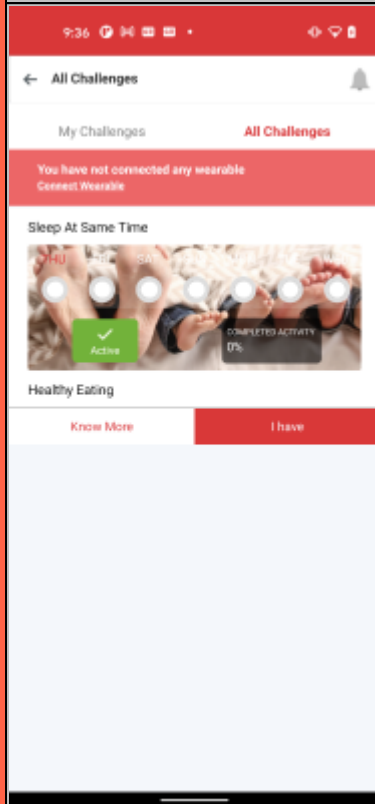 9:36
All Challenges
My Challenges
All Challenges
You have not connected any wearable
Connect Wearable
Sleep At Same Time
THU
SAT
Active
COMPLETED ACTIVITY
0%
Healthy Eating
Know More
I have